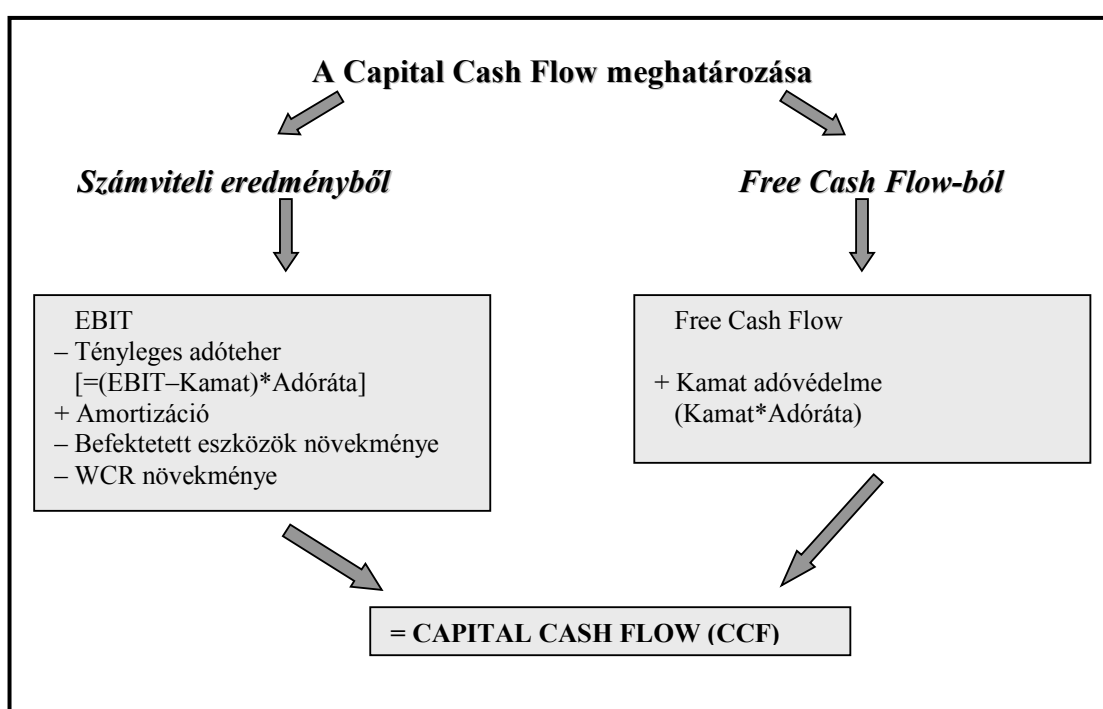 A Capital Cash Flow meghatározása
Számviteli eredményből
Free Cash Flow-ból
EBIT
– Tényleges adóteher
[=(EBIT–Kamat)*Adóráta]
+ Amortizáció
– Befektetett eszközök növekménye
– WCR növekménye
Free Cash Flow
+ Kamat adóvédelme
(Kamat*Adóráta)
= CAPITAL CASH FLOW (CCF)